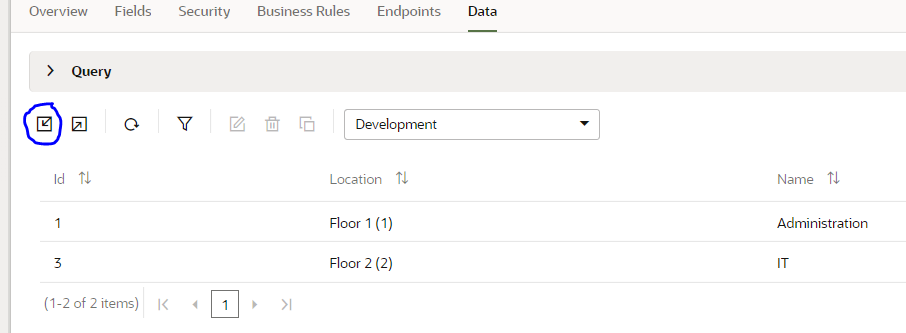 Overview Fields Security Business Rules Endpoints Data
Query
Development
Id Location Name
1 Floor 1 (1) Administration
3 Floor 2 (2) IT
(1-2 of 2 items) 1